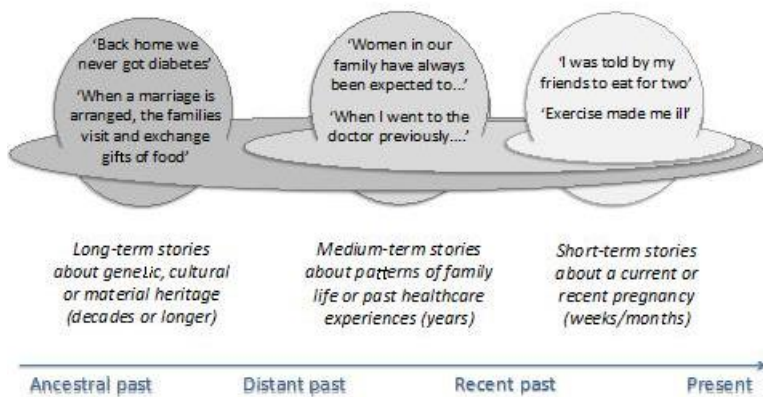 ‘Back home we
never got diabetes’
‘When a marriage is
arranged, the families
visit and exchange
gifts of food’
‘Women in our
family have always
been expected to...’
‘When I went to the
doctor previously....’
‘I was told by my
friends to eat for two’
‘Exercise made me ill’
Long-term stories
about genetic, cultural
or material heritage
(decades or longer)
Medium-term stories
about patterns of family
life or past healthcare
experiences (years)
Short-term stories
about a current or
recent pregnancy
(weeks/months)
Ancestral past
Distant past
Recent past
Present